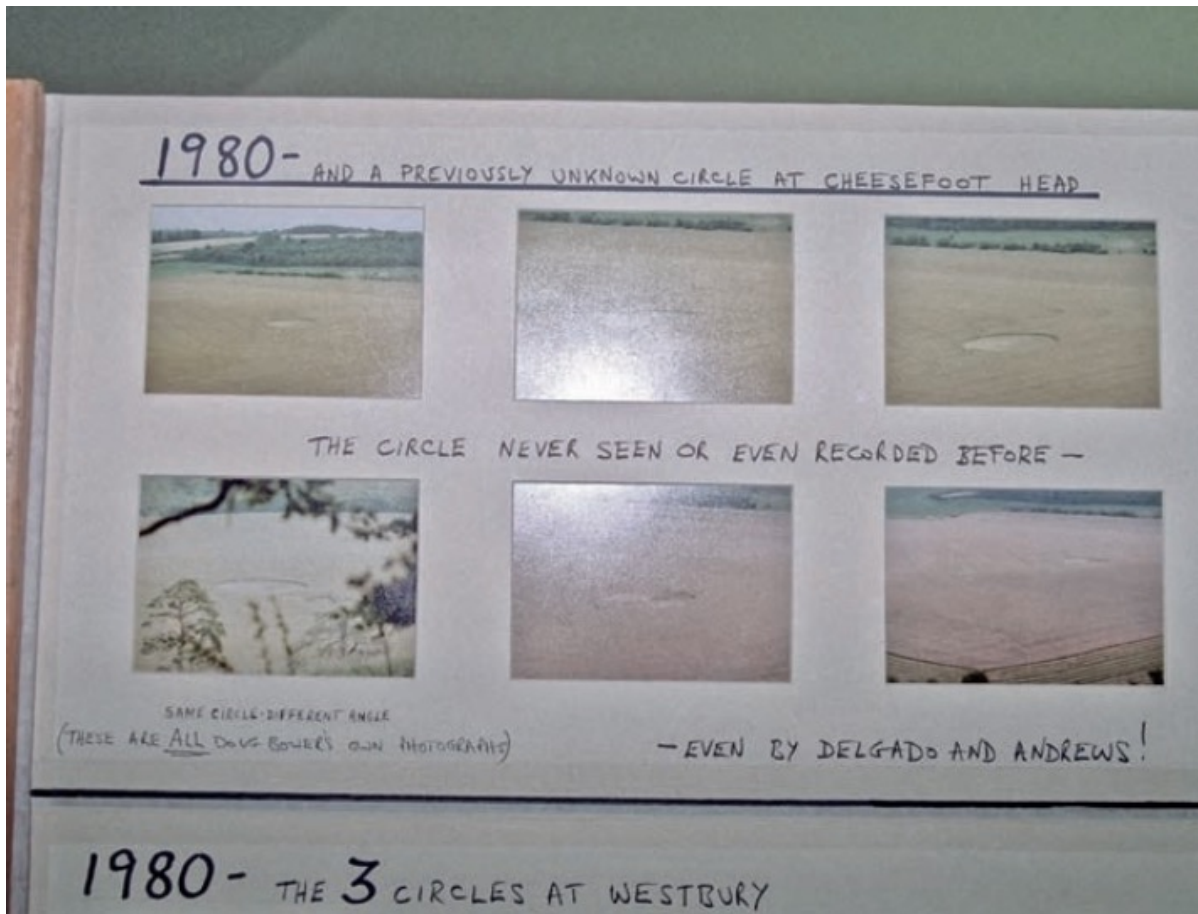 1980- AND A PREVIOUSLY UNKNOWN CIRCLE AT CHEESEFOOT HEAD
THE CIRCLE NEVER SEEN OR EVEN RECORDED BEFORE —
SAME CIRCLE-DIFFERENT ANGLE
(THESE ARE ALL DOUG BOWER'S OWN PHOTOGRAPHS)
— EVEN BY DELGADO AND ANDREWS!
1980- THE 3 CIRCLES AT WESTBURY